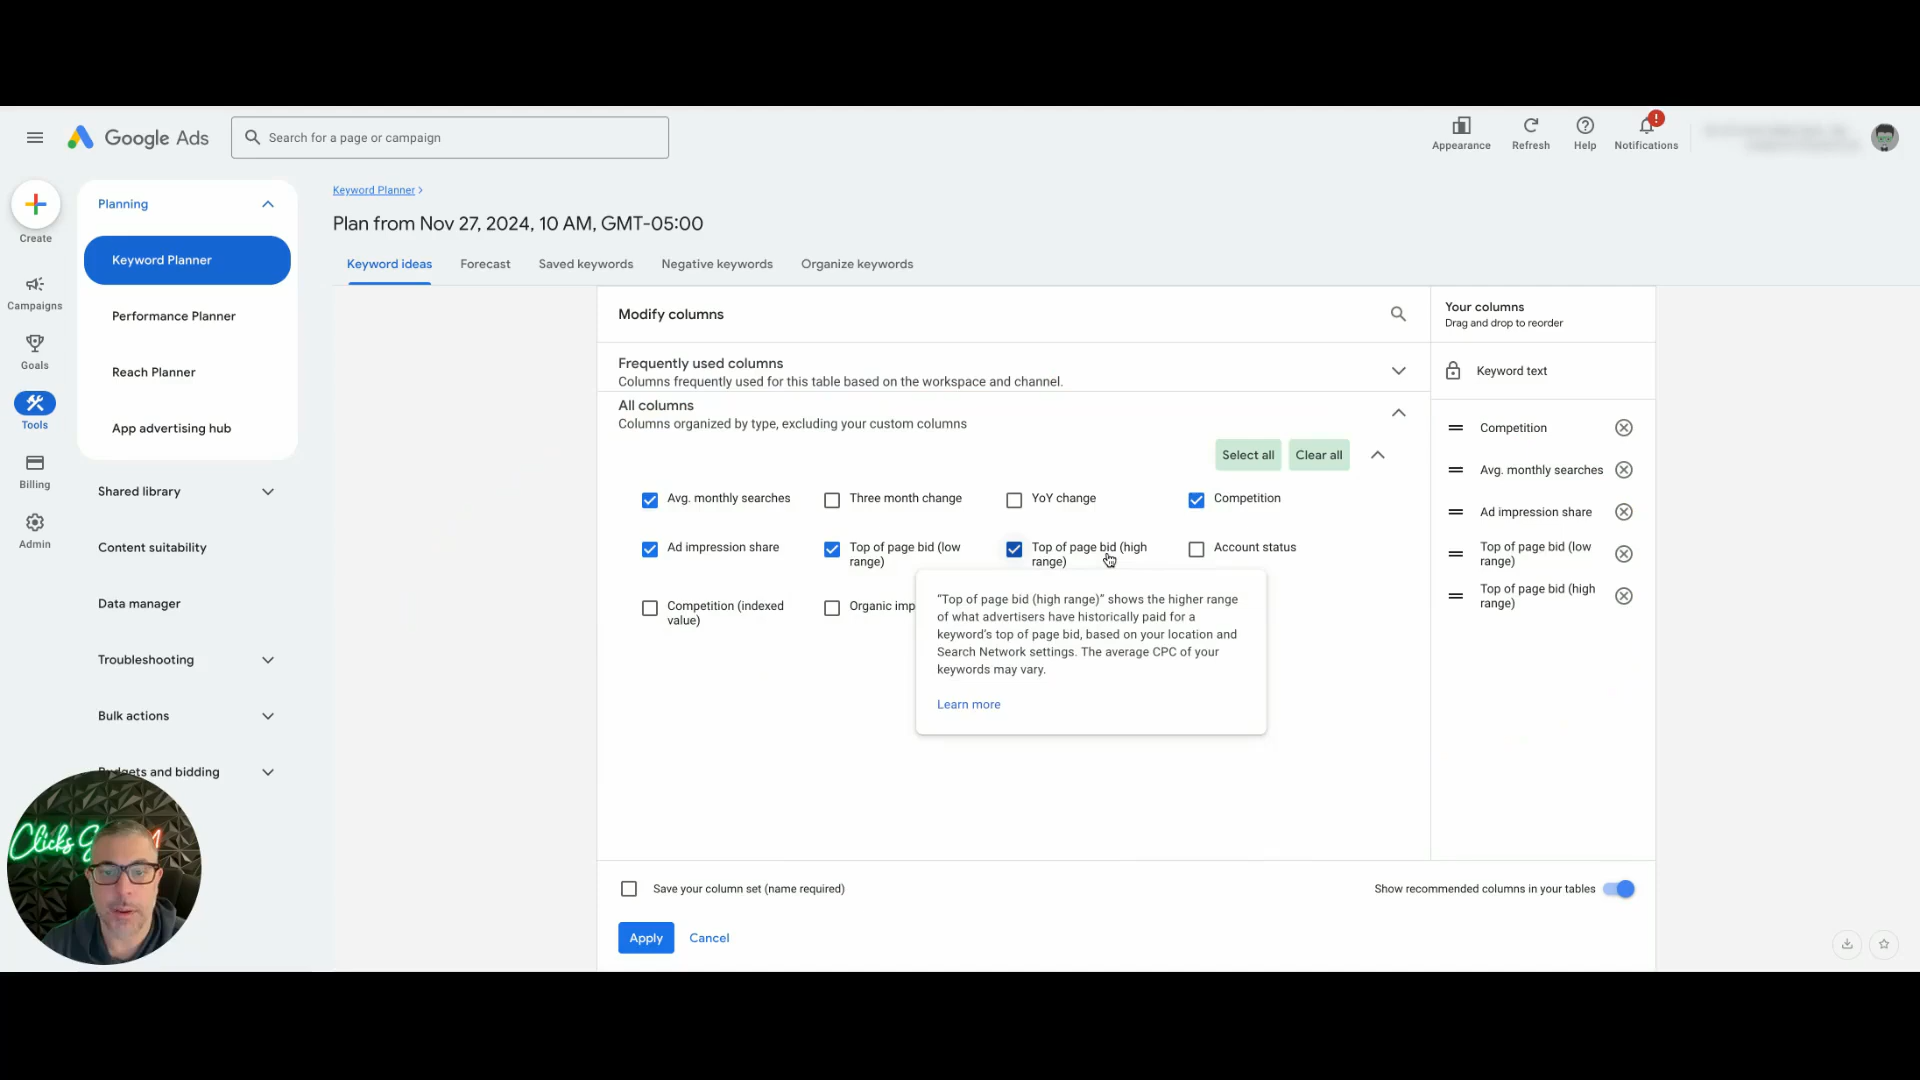 Google Ads
Search for a page or campaign
Appearance
Refresh
Help
!
Notifications
Create
Campaigns
Goals
Tools
Billing
Admin
Planning
Keyword Planner
Performance Planner
Reach Planner
App advertising hub
Shared library
Content suitability
Data manager
Troubleshooting
Bulk actions
Budgets and bidding
Keyword Planner
Plan from Nov 27, 2024, 10 AM, GMT-05:00
Keyword ideas
Forecast
Saved keywords
Negative keywords
Organize keywords
Modify columns
Frequently used columns
Columns frequently used for this table based on the workspace and channel.
All columns
Columns organized by type, excluding your custom columns
Select all
Clear all
Avg. monthly searches
Three month change
YoY change
Competition
Ad impression share
Top of page bid (low
range)
Top of page bid (high
range)
Account status
Competition (indexed
value)
Organic imp
"Top of page bid (high range)" shows the higher range
of what advertisers have historically paid for a
keyword's top of page bid, based on your location and
Search Network settings. The average CPC of your
keywords may vary.
Learn more
Save your column set (name required)
Show recommended columns in your tables
Apply
Cancel
Your columns
Drag and drop to reorder
Keyword text
Competition
Avg. monthly searches
Ad impression share
Top of page bid (low
range)
Top of page bid (high
range)
Clicks